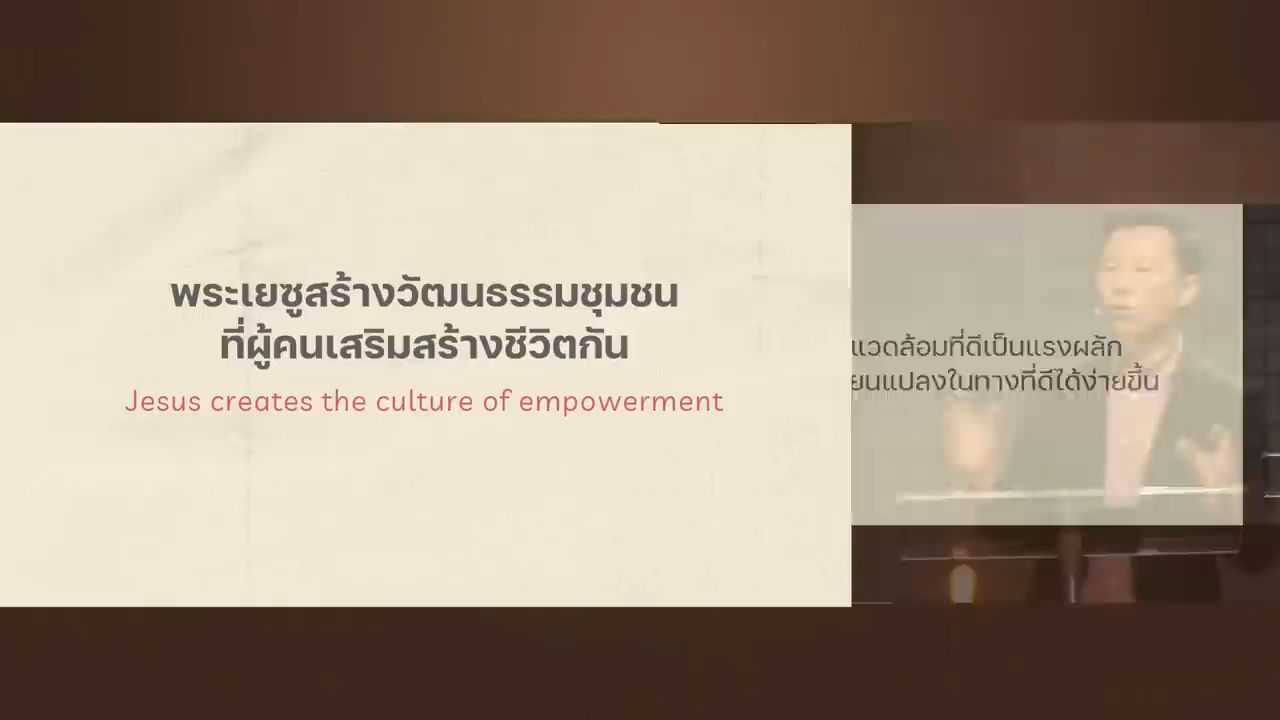 พระเยซูสร้างวัฒนธรรมชุมชน
ที่ผู้คนเสริมสร้างชีวิตกัน
Jesus creates the culture of empowerment
แวดล้อมที่ดีเป็นแรงผลัก
ยนแปลงในทางที่ดีได้ง่ายขึ้น